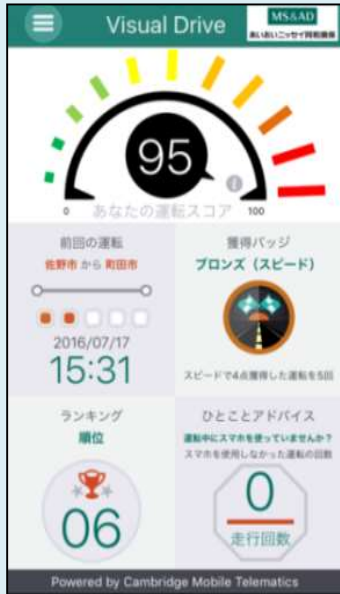 Visual Drive
MS&AD
あいおいニッセイ同和損保
95
0
あなたの運転スコア
100
i
前回の運転
佐野市 から 町田市
2016/07/17
15:31
獲得バッジ
ブロンズ（スピード）
スピードで4点獲得した運転を5回
ランキング
順位
06
ひとことアドバイス
運転中にスマホを使っていませんか？
スマホを使用しなかった運転の回数
0
走行回数
Powered by Cambridge Mobile Telematics